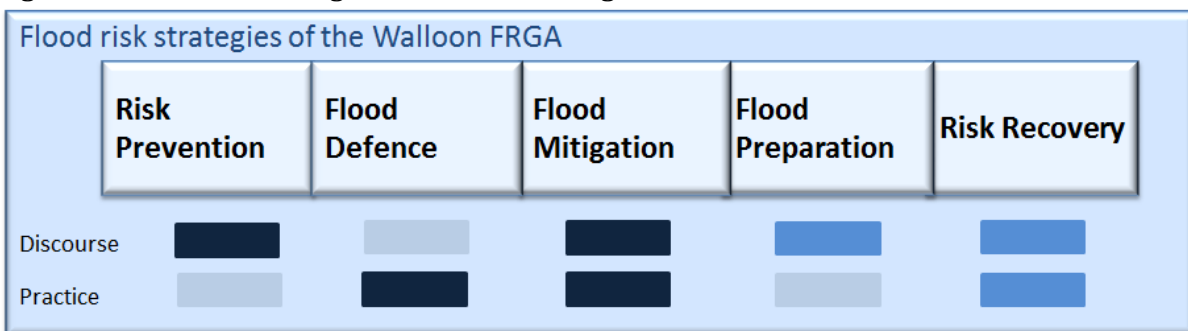 Flood risk strategies of the Walloon FRGA
Risk
Prevention
Flood
Defence
Flood
Mitigation
Flood
Preparation
Risk Recovery
Discourse
Practice